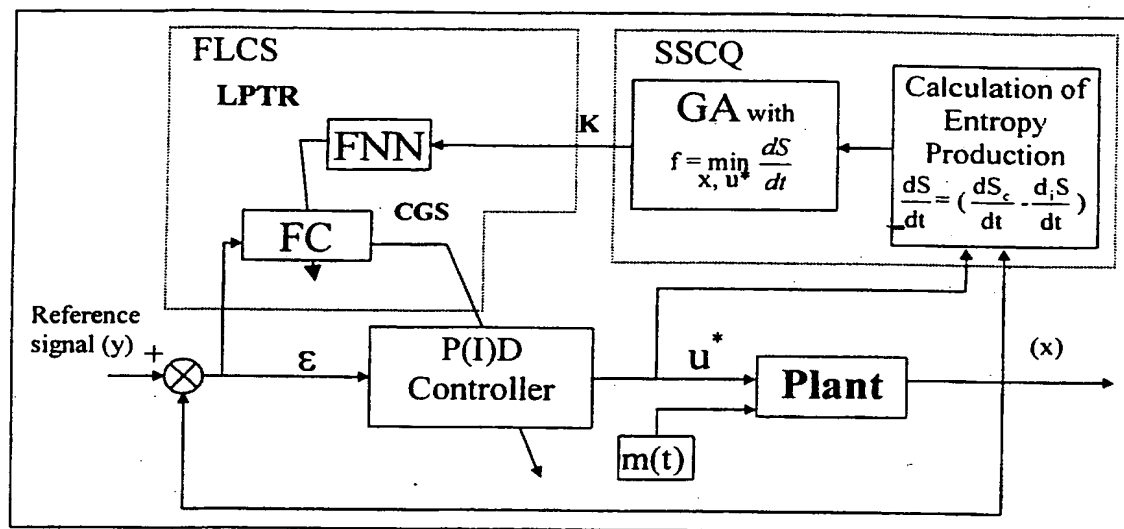 FLCS
LPTR
FNN
CGS
FC
K
SSCQ
GA with
f = min dS/dt
x, u*
Calculation of
Entropy
Production
dS/dt = (dS_c/dt - d_iS/dt)
Reference
signal (y)
+
ε
P(I)D
Controller
u*
Plant
m(t)
(x)